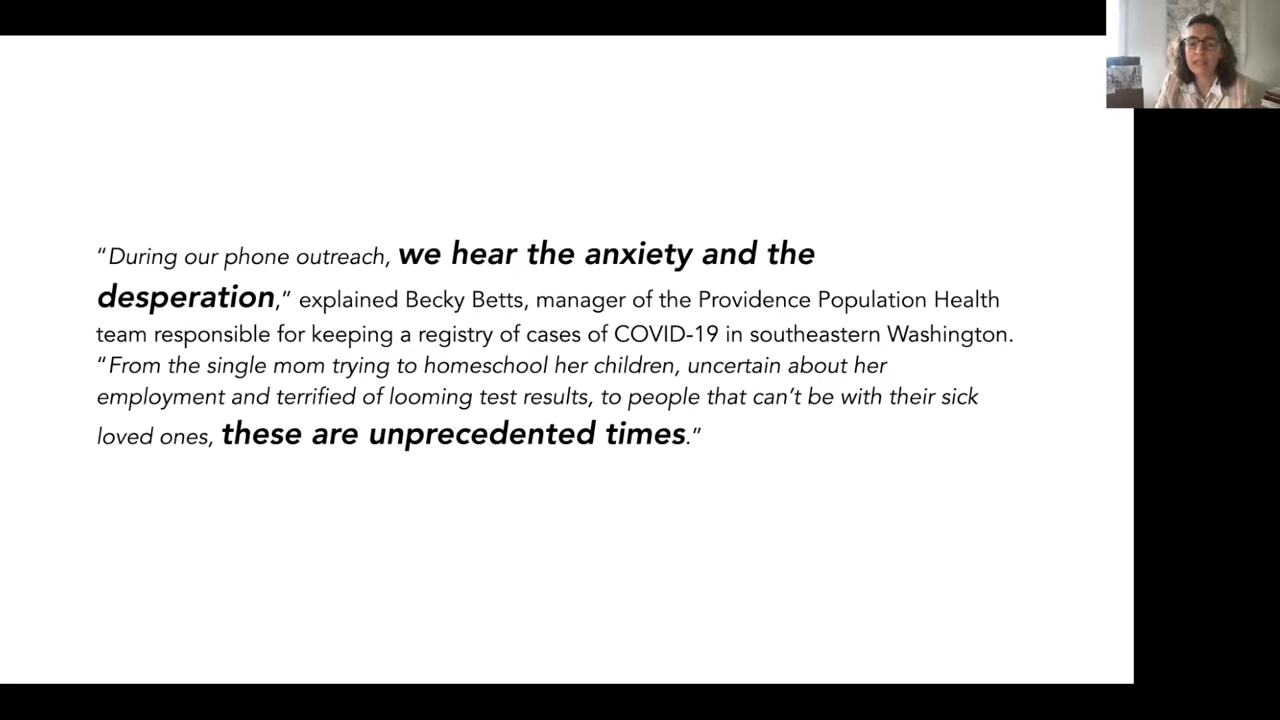 “During our phone outreach, we hear the anxiety and the
desperation,” explained Becky Betts, manager of the Providence Population Health
team responsible for keeping a registry of cases of COVID-19 in southeastern Washington.
“From the single mom trying to homeschool her children, uncertain about her
employment and terrified of looming test results, to people that can’t be with their sick
loved ones, these are unprecedented times.”